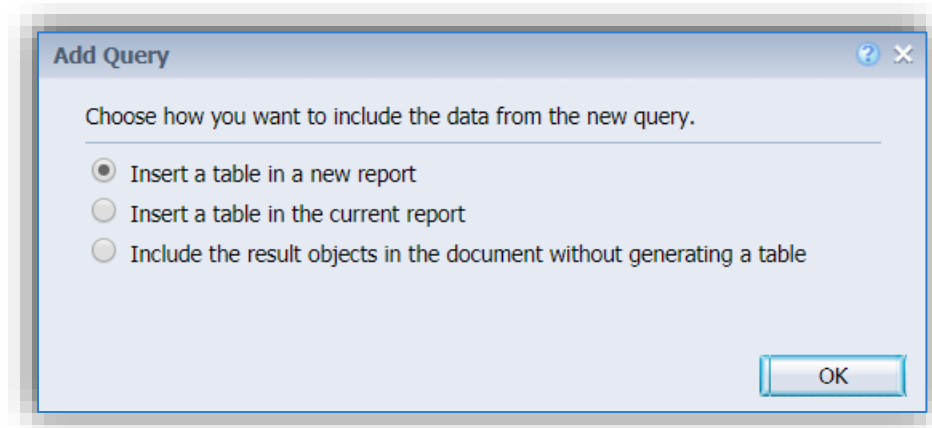 Add Query
Choose how you want to include the data from the new query.
Insert a table in a new report
Insert a table in the current report
Include the result objects in the document without generating a table
OK